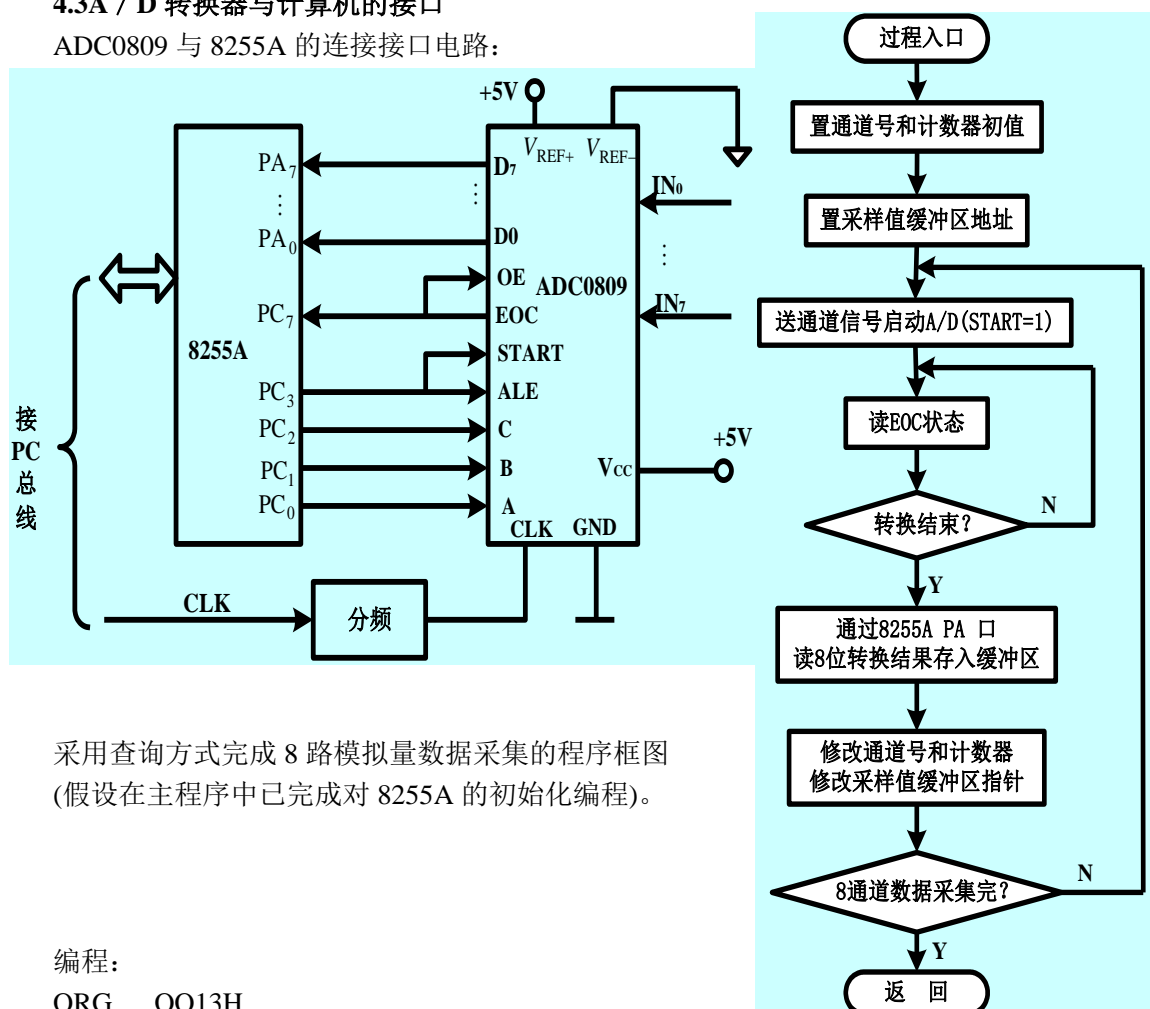 4.3A / D 转换器与计算机的接口
ADC0809 与 8255A 的连接接口电路：
+5V
V REF+ V REF−
PA7
D7
⋮
⋮
PA0
D0
IN0
⋮
OE
ADC0809
PC7
EOC
IN7
8255A
START
PC3
ALE
PC2
C
PC1
B
PC0
A
Vcc
+5V
CLK GND
接
PC
总
线
CLK
分频
采用查询方式完成 8 路模拟量数据采集的程序框图
(假设在主程序中已完成对 8255A 的初始化编程)。
编程：
ORG OO13H
过程入口
置通道号和计数器初值
置采样值缓冲区地址
送通道信号启动A/D(START=1)
读EOC状态
转换结束?
N
Y
通过8255A PA 口
读8位转换结果存入缓冲区
修改通道号和计数器
修改采样值缓冲区指针
8通道数据采集完?
N
Y
返 回